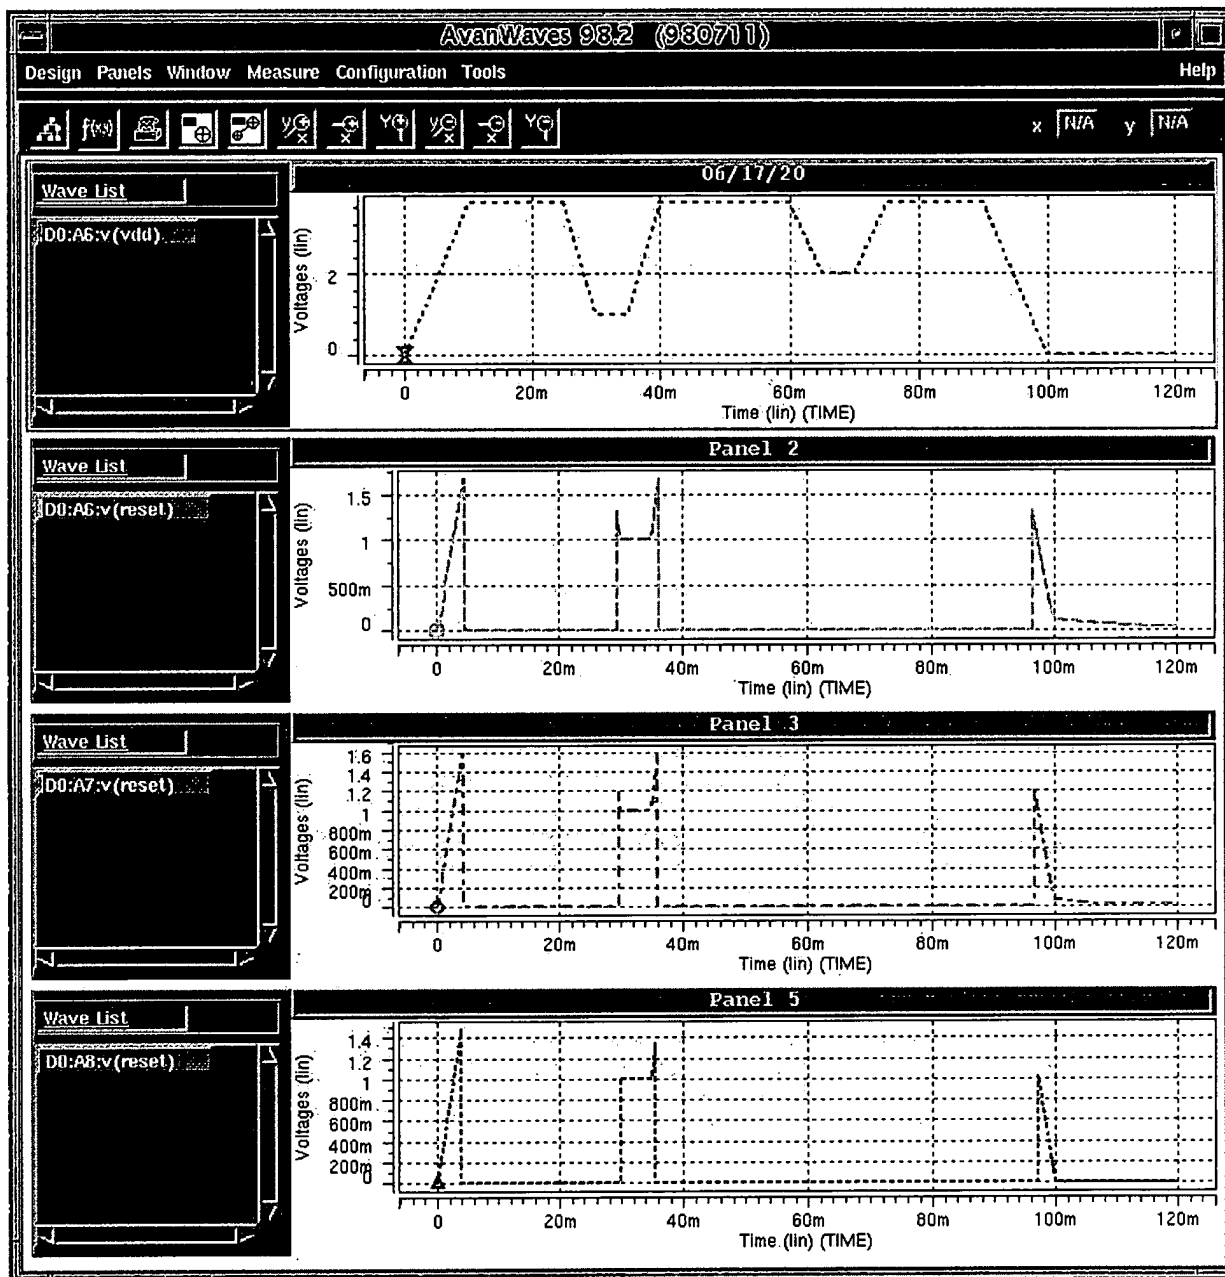 AvanWaves 98.2 (980711)
Design Panels Window Measure Configuration Tools Help
f(x,y) y x x Y y x x Y x N/A y N/A
06/17/20
Wave List
D0:A6:v(vdd)
Voltages (lin)
2
0
0 20m 40m 60m 80m 100m 120m
Time (lin) (TIME)
Panel 2
Wave List
D0:A6:v(reset)
Voltages (lin)
1.5
1
500m
0
0 20m 40m 60m 80m 100m 120m
Time (lin) (TIME)
Panel 3
Wave List
D0:A7:v(reset)
Voltages (lin)
1.6
1.4
1.2
1
800m
600m
400m
200m
0
0 20m 40m 60m 80m 100m 120m
Time (lin) (TIME)
Panel 5
Wave List
D0:A8:v(reset)
Voltages (lin)
1.4
1.2
1
800m
600m
400m
200m
0
0 20m 40m 60m 80m 100m 120m
Time (lin) (TIME)